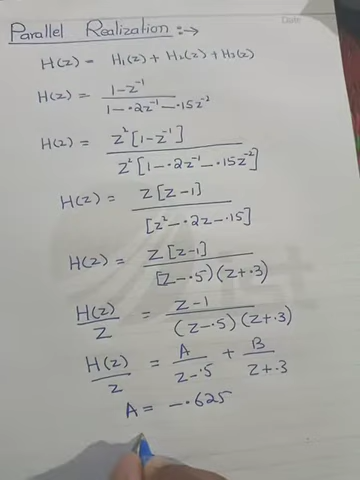 Parallel Realization :→
H(z) = H₁(z) + H₂(z) + H₃(z)
H(z) = 1-z⁻¹ / 1-.2z⁻¹-.15z⁻²
H(z) = z²[1-z⁻¹] / z²[1-.2z⁻¹-.15z⁻²]
H(z) = z[z-1] / [z²-.2z-.15]
H(z) = z[z-1] / [z-.5)(z+.3)
H(z)/z = z-1 / (z-.5)(z+.3)
H(z)/z = A/z-.5 + B/z+.3
A = -.625